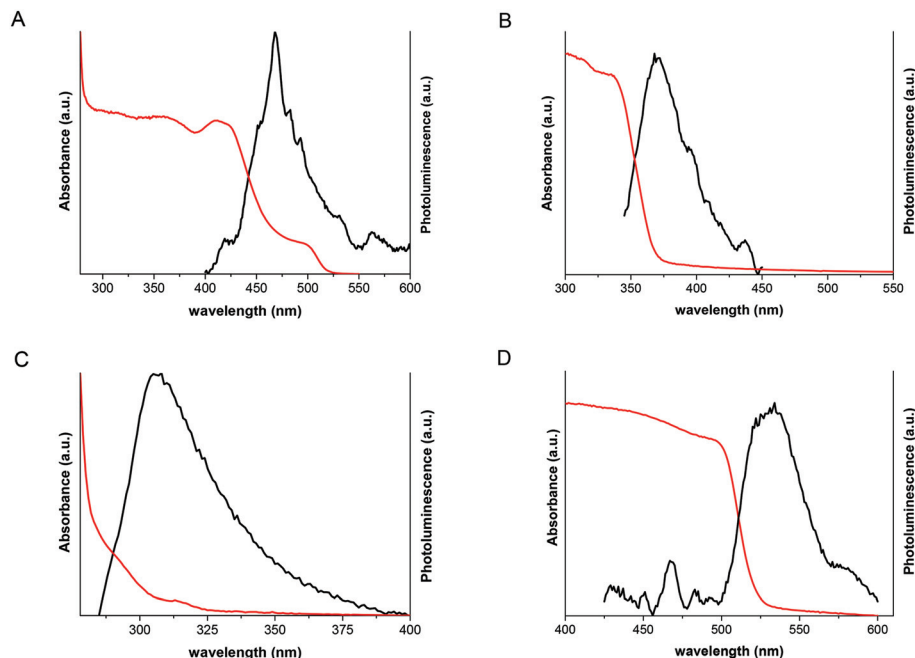 A
Absorbance (a.u.)
Photoluminescence (a.u.)
300 350 400 450 500 550 600
wavelength (nm)
B
Absorbance (a.u.)
Photoluminescence (a.u.)
300 350 400 450 500 550
wavelength (nm)
C
Absorbance (a.u.)
Photoluminescence (a.u.)
300 325 350 375 400
wavelength (nm)
D
Absorbance (a.u.)
Photoluminescence (a.u.)
400 450 500 550 600
wavelength (nm)